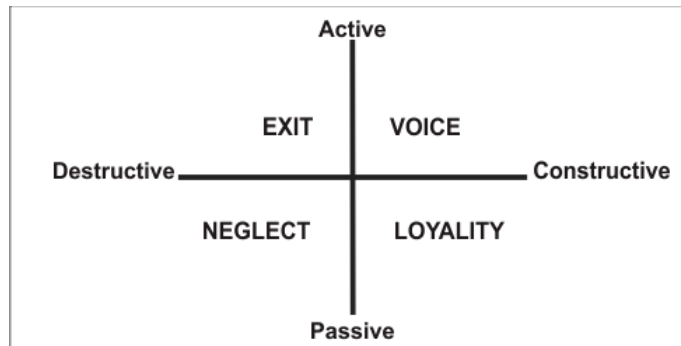 Active
EXIT VOICE
Destructive Constructive
NEGLECT LOYALITY
Passive